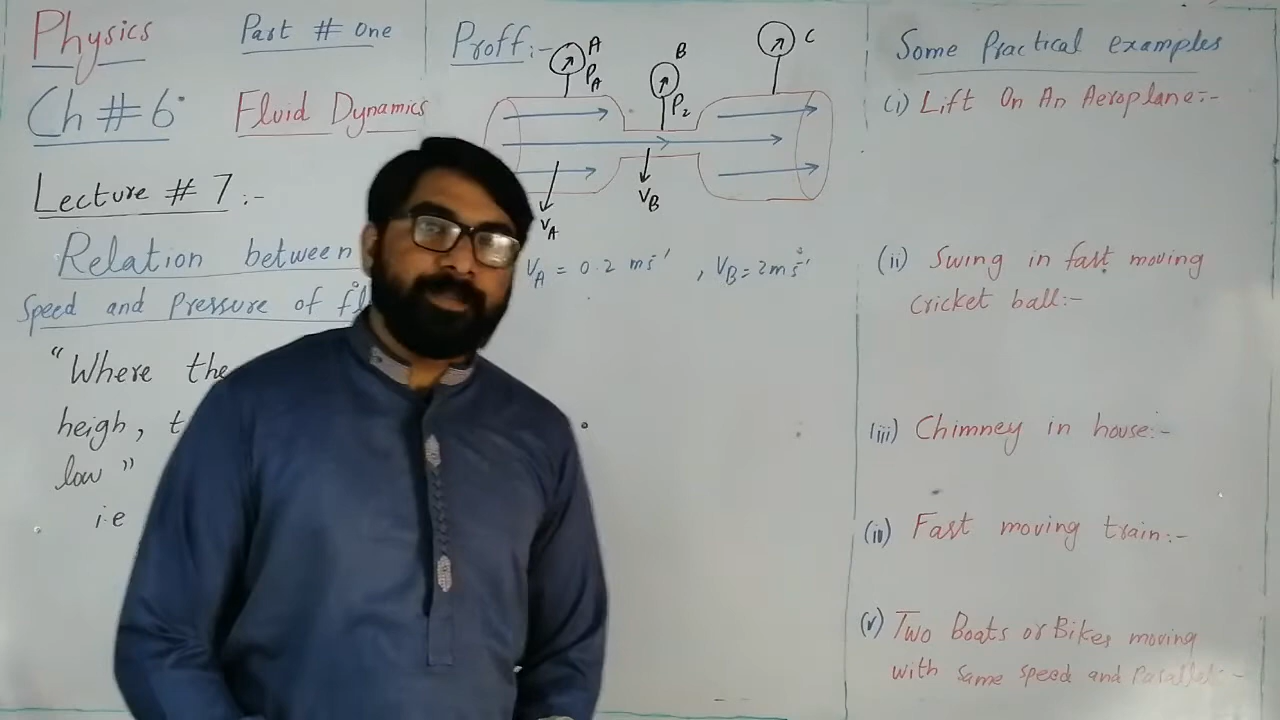 Physics
Part # One
Ch # 6
Fluid Dynamics
Lecture # 7:-
Relation between
Speed and Pressure of
"Where the
heigh,
low"
i.e
Proff:-
A
P_A
B
P_2
C
V_A
V_B
V_A = 0.2 ms⁻¹ , V_B = 2ms⁻¹
Some Practical examples
(i) Lift On An Aeroplane:-
(ii) Swing in fast moving
cricket ball:-
(iii) Chimney in house:-
(iv) Fast moving train:-
(v) Two Boats or Bikes moving
with same speed and Parallel:-